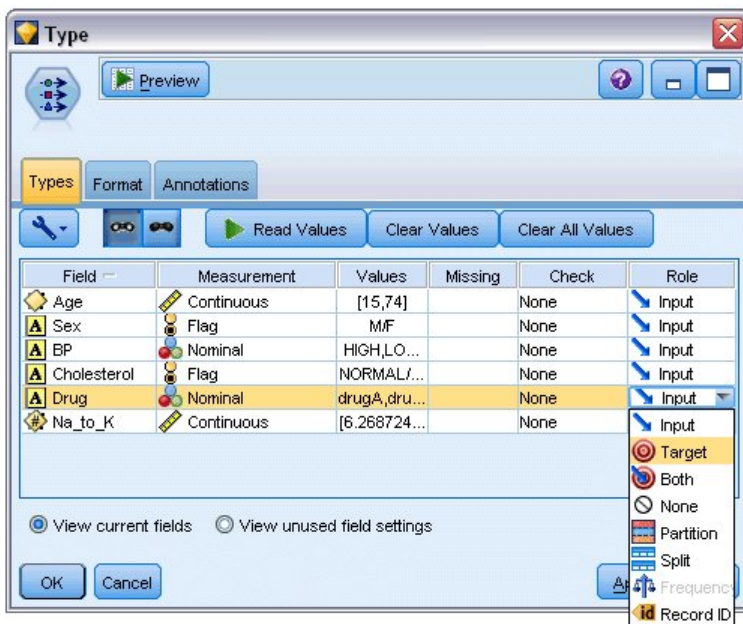 Type
Preview
Types Format Annotations
Read Values Clear Values Clear All Values
Field Measurement Values Missing Check Role
Age Continuous [15,74] None Input
A Sex Flag M/F None Input
A BP Nominal HIGH,LO... None Input
A Cholesterol Flag NORMAL/... None Input
A Drug Nominal drugA,dru... None Input
# Na_to_K Continuous [6.268724... None Input
Target
Both
None
Partition
View current fields View unused field settings
Split
OK Cancel
Frequency
id Record ID